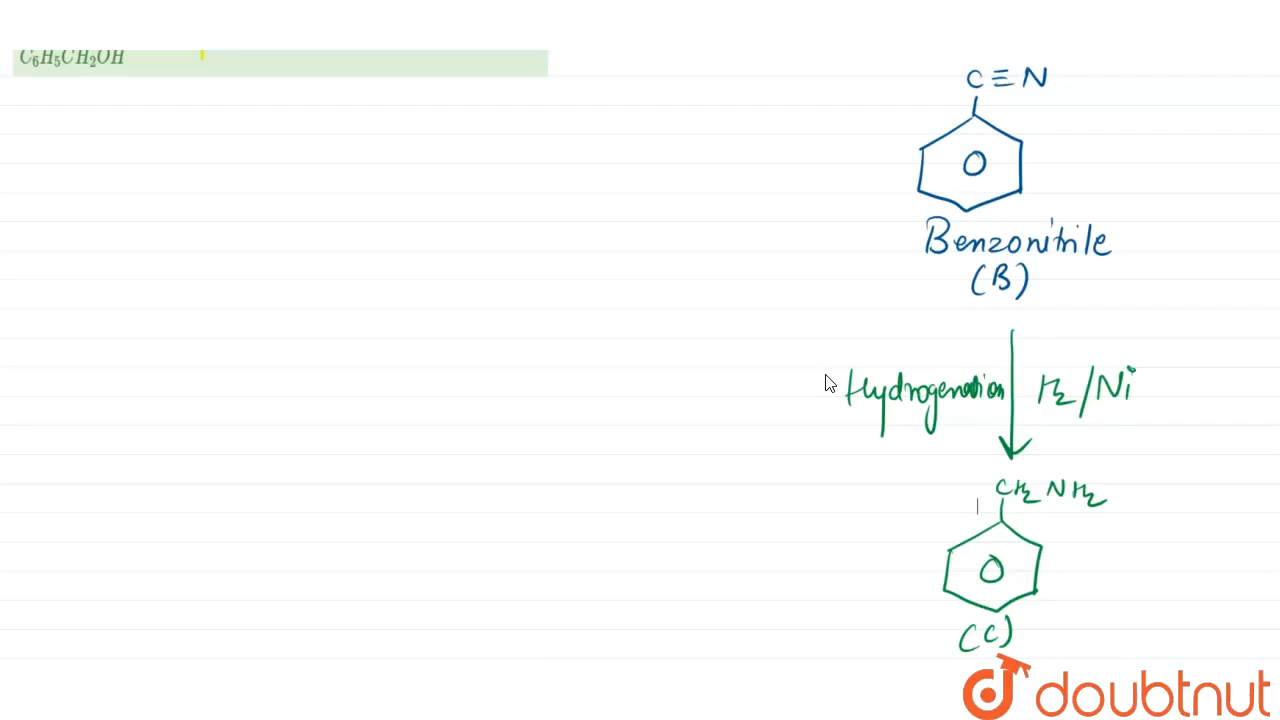 C₆H₅CH₂OH
C≡N
Benzonitrile
(B)
Hydrogenation H₂/Ni
CH₂NH₂
(C)
doubtnut